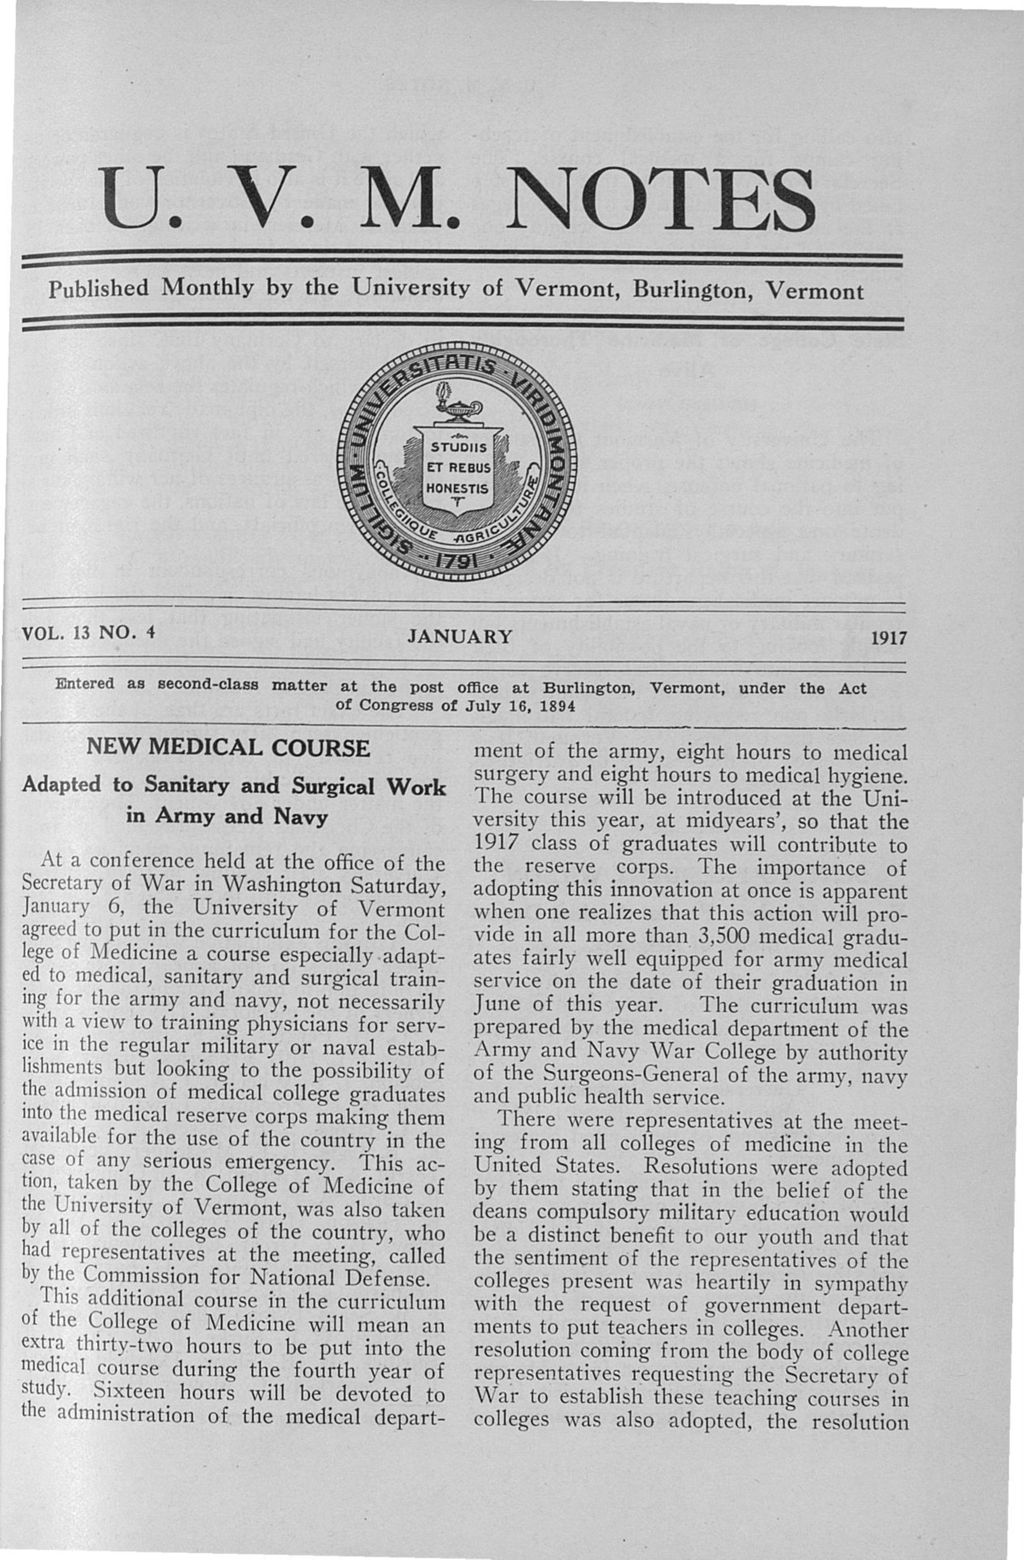 U. V. M. NOTES
Published Monthly by the University of Vermont, Burlington, Vermont
SIGILLUM · UNIVERSITATIS · VIRIDIMONTANÆ ·· 1791 ·
COLLEGIIQUE AGRICULTURÆ
STUDIIS
ET REBUS
HONESTIS
VOL. 13 NO. 4 JANUARY 1917
Entered as second-class matter at the post office at Burlington, Vermont, under the Act
of Congress of July 16, 1894
NEW MEDICAL COURSE
Adapted to Sanitary and Surgical Work
in Army and Navy
At a conference held at the office of the
Secretary of War in Washington Saturday,
January 6, the University of Vermont
agreed to put in the curriculum for the Col-
lege of Medicine a course especially adapt-
ed to medical, sanitary and surgical train-
ing for the army and navy, not necessarily
with a view to training physicians for serv-
ice in the regular military or naval estab-
lishments but looking to the possibility of
the admission of medical college graduates
into the medical reserve corps making them
available for the use of the country in the
case of any serious emergency. This ac-
tion, taken by the College of Medicine of
the University of Vermont, was also taken
by all of the colleges of the country, who
had representatives at the meeting, called
by the Commission for National Defense.
This additional course in the curriculum
of the College of Medicine will mean an
extra thirty-two hours to be put into the
medical course during the fourth year of
study. Sixteen hours will be devoted to
the administration of the medical depart-
ment of the army, eight hours to medical
surgery and eight hours to medical hygiene.
The course will be introduced at the Uni-
versity this year, at midyears', so that the
1917 class of graduates will contribute to
the reserve corps. The importance of
adopting this innovation at once is apparent
when one realizes that this action will pro-
vide in all more than 3,500 medical gradu-
ates fairly well equipped for army medical
service on the date of their graduation in
June of this year. The curriculum was
prepared by the medical department of the
Army and Navy War College by authority
of the Surgeons-General of the army, navy
and public health service.
There were representatives at the meet-
ing from all colleges of medicine in the
United States. Resolutions were adopted
by them stating that in the belief of the
deans compulsory military education would
be a distinct benefit to our youth and that
the sentiment of the representatives of the
colleges present was heartily in sympathy
with the request of government depart-
ments to put teachers in colleges. Another
resolution coming from the body of college
representatives requesting the Secretary of
War to establish these teaching courses in
colleges was also adopted, the resolution